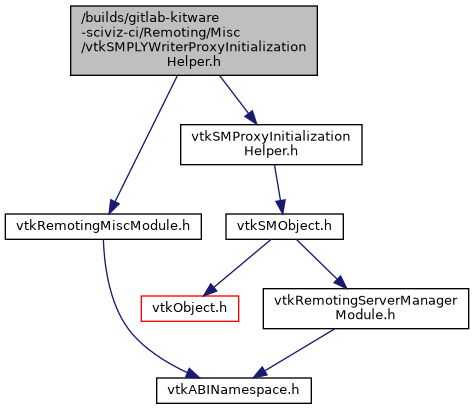 /builds/gitlab-kitware
-sciviz-ci/Remoting/Misc
/vtkSMPLYWriterProxyInitialization
Helper.h
vtkSMProxyInitialization
Helper.h
vtkRemotingMiscModule.h
vtkSMObject.h
vtkObject.h
vtkRemotingServerManager
Module.h
vtkABINamespace.h